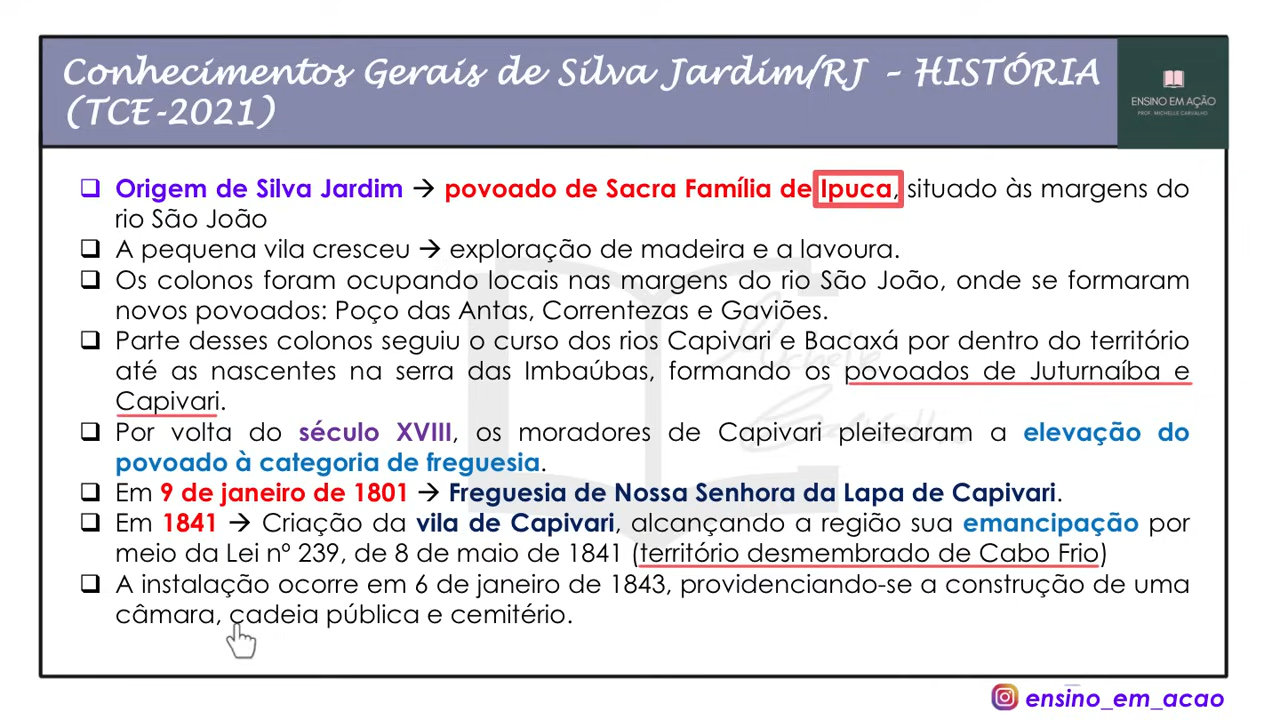 Conhecimentos Gerais de Silva Jardim/RJ – HISTÓRIA
(TCE-2021)
ENSINO EM AÇÃO
PROF. MICHELLE CARVALHO
❑ Origem de Silva Jardim → povoado de Sacra Família de Ipuca, situado às margens do
rio São João
❑ A pequena vila cresceu → exploração de madeira e a lavoura.
❑ Os colonos foram ocupando locais nas margens do rio São João, onde se formaram
novos povoados: Poço das Antas, Correntezas e Gaviões.
❑ Parte desses colonos seguiu o curso dos rios Capivari e Bacaxá por dentro do território
até as nascentes na serra das Imbaúbas, formando os povoados de Juturnaíba e
Capivari.
❑ Por volta do século XVIII, os moradores de Capivari pleitearam a elevação do
povoado à categoria de freguesia.
❑ Em 9 de janeiro de 1801 → Freguesia de Nossa Senhora da Lapa de Capivari.
❑ Em 1841 → Criação da vila de Capivari, alcançando a região sua emancipação por
meio da Lei nº 239, de 8 de maio de 1841 (território desmembrado de Cabo Frio)
❑ A instalação ocorre em 6 de janeiro de 1843, providenciando-se a construção de uma
câmara, cadeia pública e cemitério.
ensino_em_acao